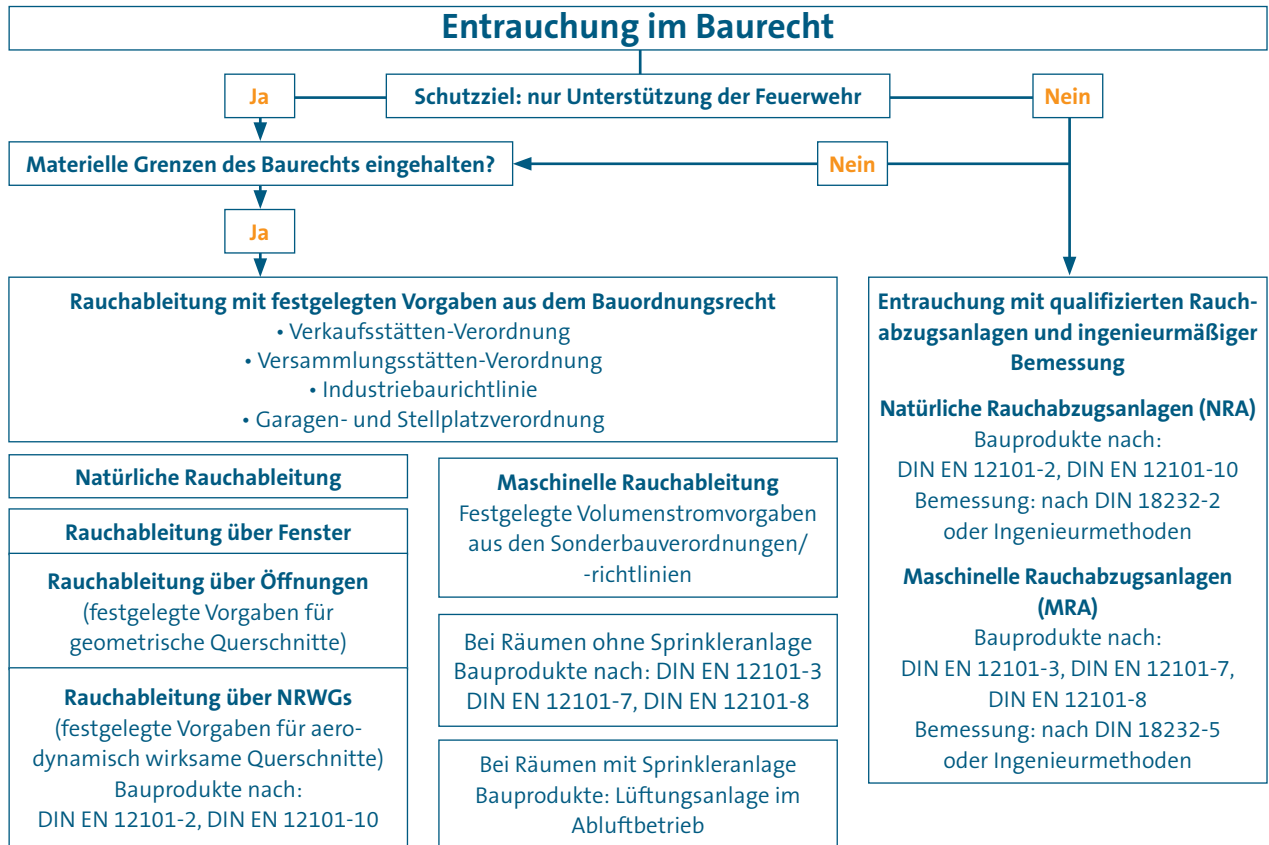 Entrauchung im Baurecht
Ja
Schutzziel: nur Unterstützung der Feuerwehr
Nein
Materielle Grenzen des Baurechts eingehalten?
Nein
Ja
Rauchableitung mit festgelegten Vorgaben aus dem Bauordnungsrecht
• Verkaufsstätten-Verordnung
• Versammlungsstätten-Verordnung
• Industriebaurichtlinie
• Garagen- und Stellplatzverordnung
Natürliche Rauchableitung
Rauchableitung über Fenster
Rauchableitung über Öffnungen
(festgelegte Vorgaben für
geometrische Querschnitte)
Rauchableitung über NRWGs
(festgelegte Vorgaben für aero-
dynamisch wirksame Querschnitte)
Bauprodukte nach:
DIN EN 12101-2, DIN EN 12101-10
Maschinelle Rauchableitung
Festgelegte Volumenstromvorgaben
aus den Sonderbauverordnungen/
-richtlinien
Bei Räumen ohne Sprinkleranlage
Bauprodukte nach: DIN EN 12101-3
DIN EN 12101-7, DIN EN 12101-8
Bei Räumen mit Sprinkleranlage
Bauprodukte: Lüftungsanlage im
Abluftbetrieb
Entrauchung mit qualifizierten Rauch-
abzugsanlagen und ingenieurmäßiger
Bemessung
Natürliche Rauchabzugsanlagen (NRA)
Bauprodukte nach:
DIN EN 12101-2, DIN EN 12101-10
Bemessung: nach DIN 18232-2
oder Ingenieurmethoden
Maschinelle Rauchabzugsanlagen
(MRA)
Bauprodukte nach:
DIN EN 12101-3, DIN EN 12101-7,
DIN EN 12101-8
Bemessung: nach DIN 18232-5
oder Ingenieurmethoden